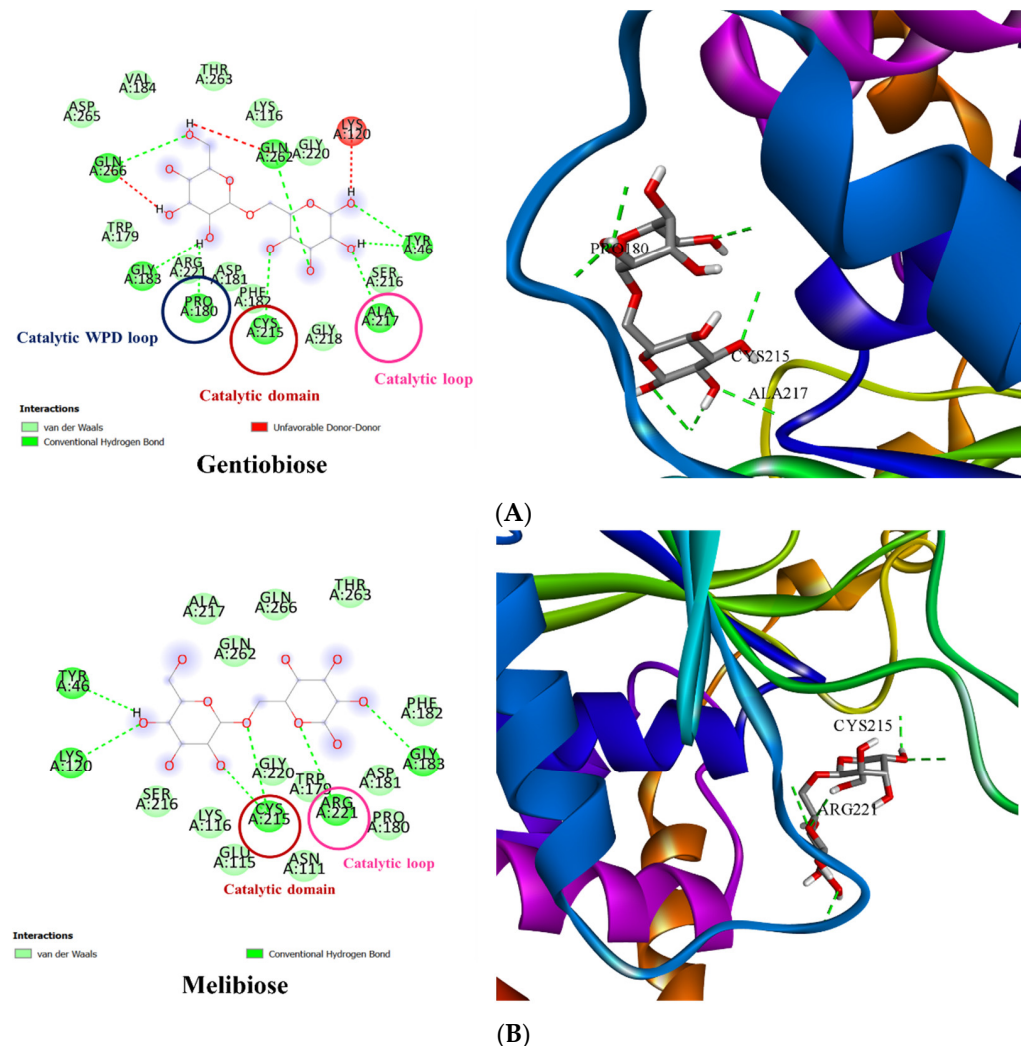 THR
A:263
VAL
A:184
ASP
A:265
LYS
A:116
LYS
A:120
GLN
A:262
GLY
A:220
GLN
A:266
H
H
H
H
H
O
O
O
O
O
O
O
O
O
O
O
TRP
A:179
TYR
A:46
GLY
A:183
ARG
A:221
ASP
A:181
SER
A:216
PRO
A:180
PHE
A:182
CYS
A:215
ALA
A:217
GLY
A:218
Catalytic WPD loop
Catalytic loop
Catalytic domain
Interactions
van der Waals
Conventional Hydrogen Bond
Unfavorable Donor-Donor
Gentiobiose
PRO180
CYS215
ALA217
(A)
THR
A:263
ALA
A:217
GLN
A:266
GLN
A:262
TYR
A:46
H
O
O
O
O
O
O
O
O
O
O
O
PHE
A:182
LYS
A:120
GLY
A:183
GLY
A:220
TRP
A:179
ASP
A:181
SER
A:216
LYS
A:116
CYS
A:215
ARG
A:221
PRO
A:180
GLU
A:115
ASN
A:111
Catalytic loop
Catalytic domain
Interactions
van der Waals
Conventional Hydrogen Bond
Melibiose
CYS215
ARG221
(B)